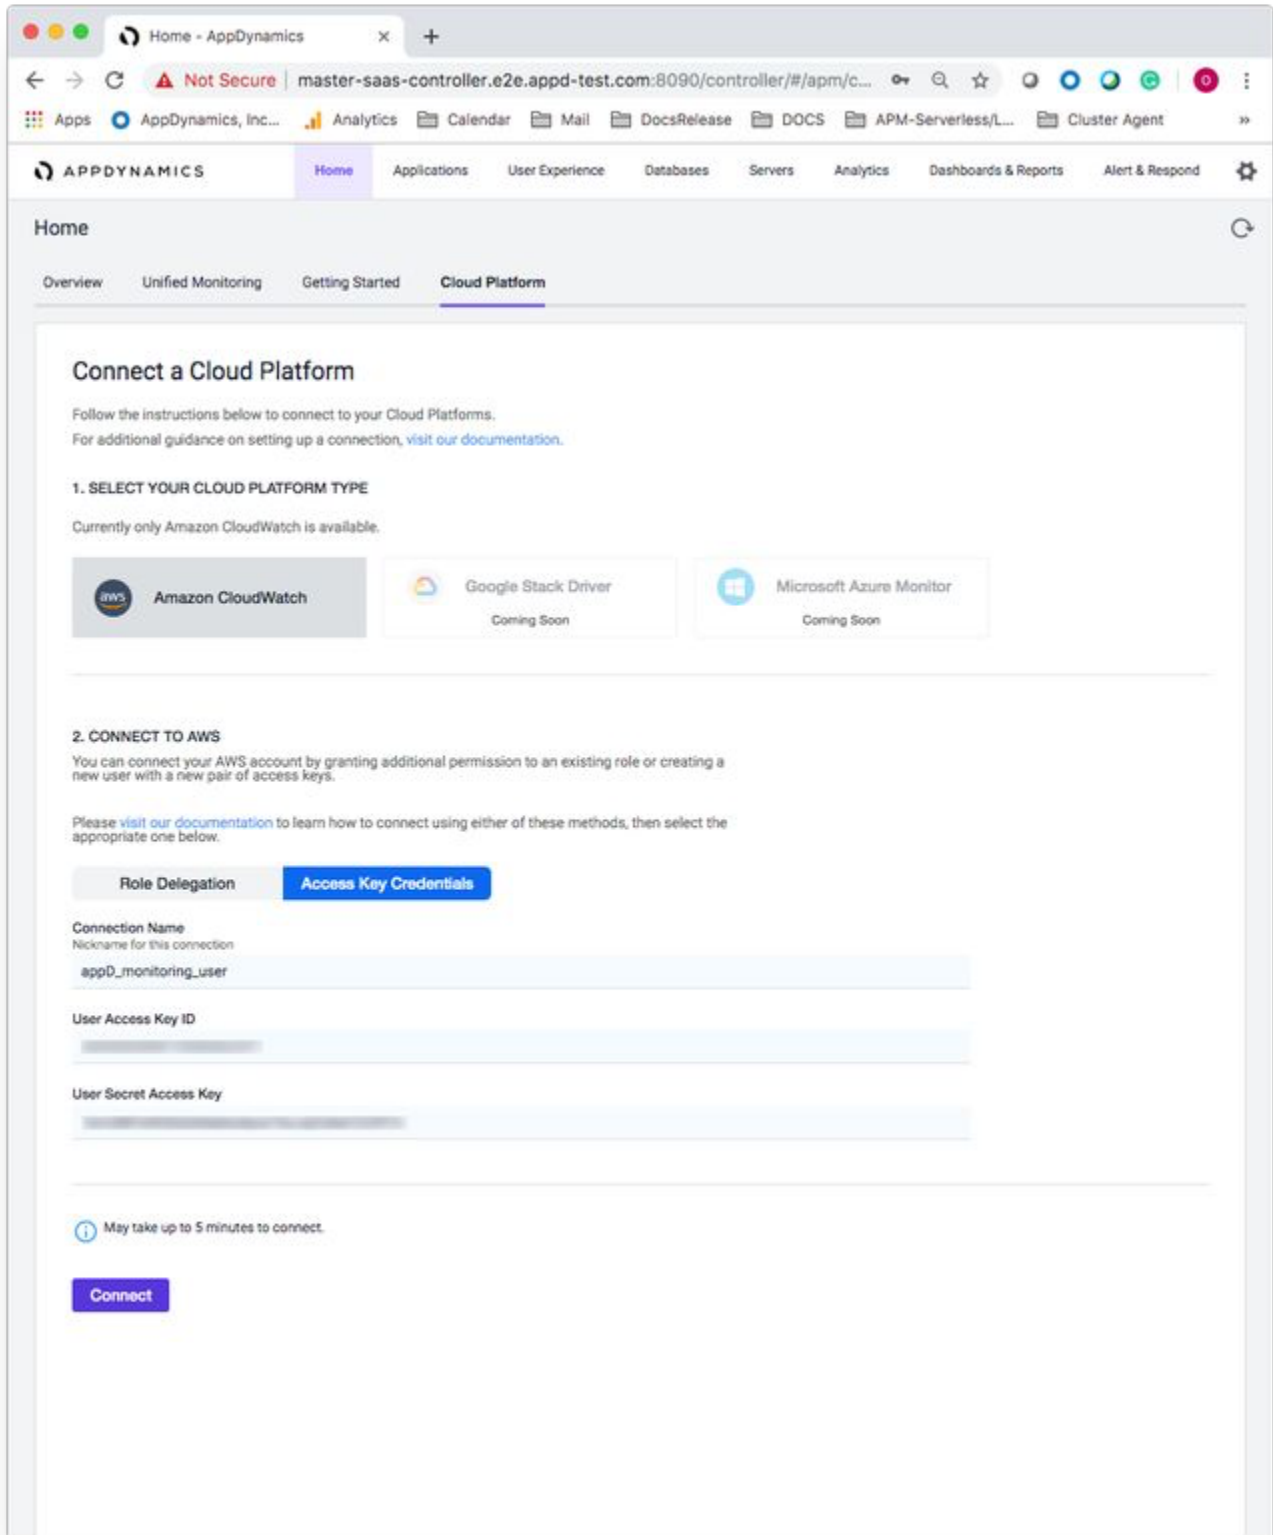 Home - AppDynamics
Not Secure master-saas-controller.e2e.appd-test.com:8090/controller/#/apm/c...
Apps AppDynamics, Inc... Analytics Calendar Mail DocsRelease DOCS APM-Serverless/L... Cluster Agent »
APPDYNAMICS Home Applications User Experience Databases Servers Analytics Dashboards & Reports Alert & Respond
Home
Overview Unified Monitoring Getting Started Cloud Platform
Connect a Cloud Platform
Follow the instructions below to connect to your Cloud Platforms.
For additional guidance on setting up a connection, visit our documentation.
1. SELECT YOUR CLOUD PLATFORM TYPE
Currently only Amazon CloudWatch is available.
aws Amazon CloudWatch Google Stack Driver Microsoft Azure Monitor
Coming Soon Coming Soon
2. CONNECT TO AWS
You can connect your AWS account by granting additional permission to an existing role or creating a
new user with a new pair of access keys.
Please visit our documentation to learn how to connect using either of these methods, then select the
appropriate one below.
Role Delegation Access Key Credentials
Connection Name
Nickname for this connection
appD_monitoring_user
User Access Key ID
User Secret Access Key
May take up to 5 minutes to connect.
Connect